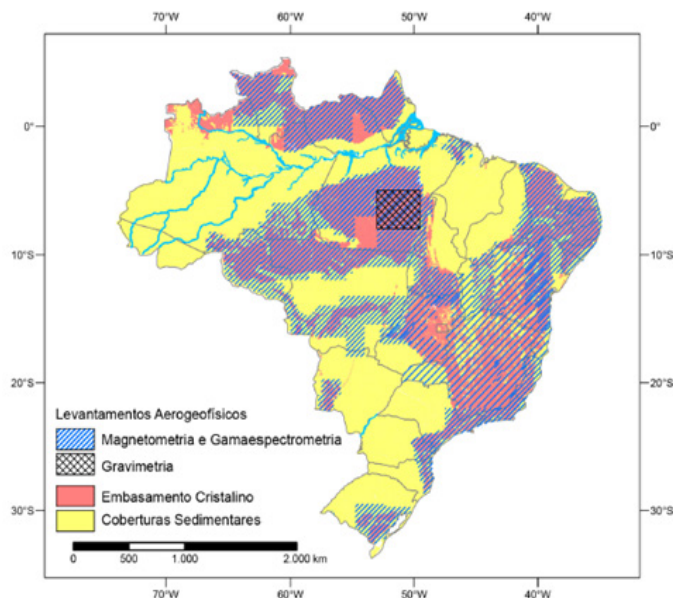 70°W 60°W 50°W 40°W
0° 0°
10°S 10°S
20°S 20°S
Levantamentos Aerogeofísicos
Magnetometria e Gamaespectrometria
Gravimetria
Embasamento Cristalino
Coberturas Sedimentares
30°S 30°S
0 500 1.000 2.000 km
70°W 60°W 50°W 40°W